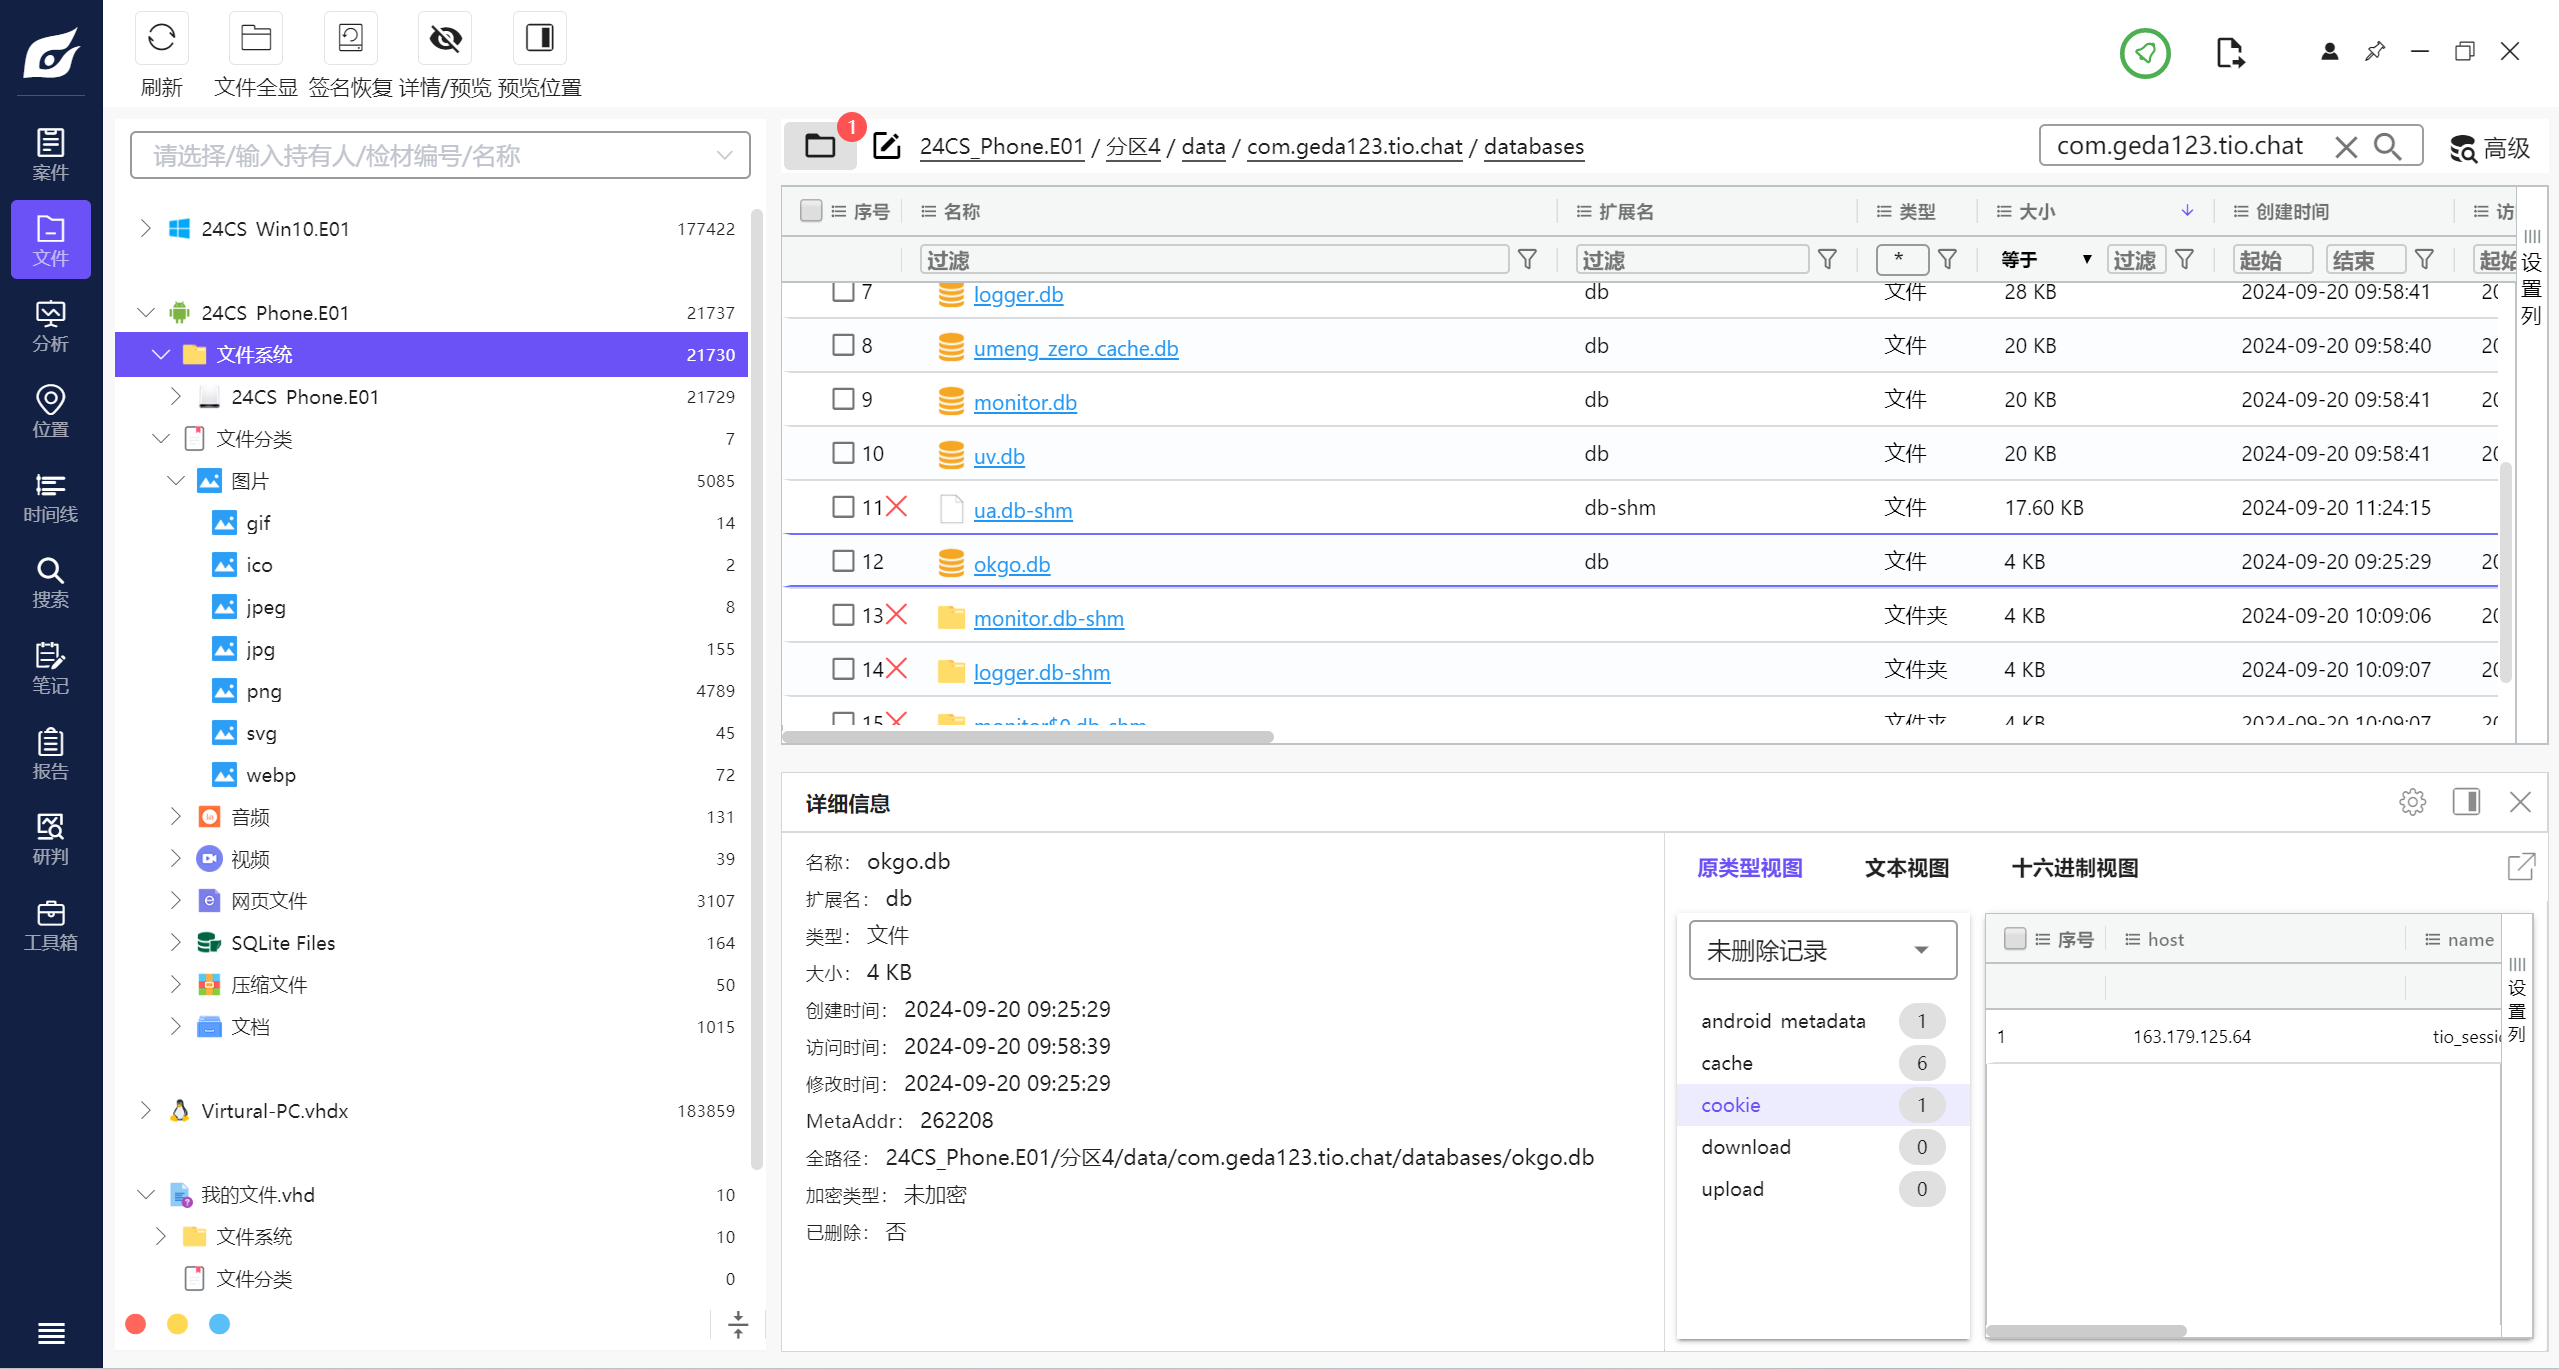 刷新 文件全显 签名恢复 详情/预览 预览位置
案件
文件
分析
位置
时间线
搜索
笔记
报告
研判
工具箱
请选择/输入持有人/检材编号/名称
24CS_Win10.E01 177422
24CS_Phone.E01 21737
文件系统 21730
24CS_Phone.E01 21729
文件分类 7
图片 5085
gif 14
ico 2
jpeg 8
jpg 155
png 4789
svg 45
webp 72
音频 131
视频 39
网页文件 3107
SQLite Files 164
压缩文件 50
文档 1015
Virtural-PC.vhdx 183859
我的文件.vhd 10
文件系统 10
文件分类 0
1
24CS_Phone.E01 / 分区4 / data / com.geda123.tio.chat / databases
com.geda123.tio.chat
高级
序号 名称 扩展名 类型 大小 创建时间 访
过滤 过滤 * 等于 过滤 起始 结束 起始
设置列
7 logger.db db 文件 28 KB 2024-09-20 09:58:41 20
8 umeng_zero_cache.db db 文件 20 KB 2024-09-20 09:58:40 20
9 monitor.db db 文件 20 KB 2024-09-20 09:58:41 20
10 uv.db db 文件 20 KB 2024-09-20 09:58:41 20
11 ua.db-shm db-shm 文件 17.60 KB 2024-09-20 11:24:15
12 okgo.db db 文件 4 KB 2024-09-20 09:25:29 20
13 monitor.db-shm 文件夹 4 KB 2024-09-20 10:09:06 20
14 logger.db-shm 文件夹 4 KB 2024-09-20 10:09:07 20
15 monitor$0.db-shm 文件夹 4 KB 2024-09-20 10:09:07 20
详细信息
名称： okgo.db
扩展名： db
类型： 文件
大小： 4 KB
创建时间： 2024-09-20 09:25:29
访问时间： 2024-09-20 09:58:39
修改时间： 2024-09-20 09:25:29
MetaAddr： 262208
全路径： 24CS_Phone.E01/分区4/data/com.geda123.tio.chat/databases/okgo.db
加密类型： 未加密
已删除： 否
原类型视图 文本视图 十六进制视图
未删除记录
android_metadata 1
cache 6
cookie 1
download 0
upload 0
序号 host name
1 163.179.125.64 tio_sessi
设置列